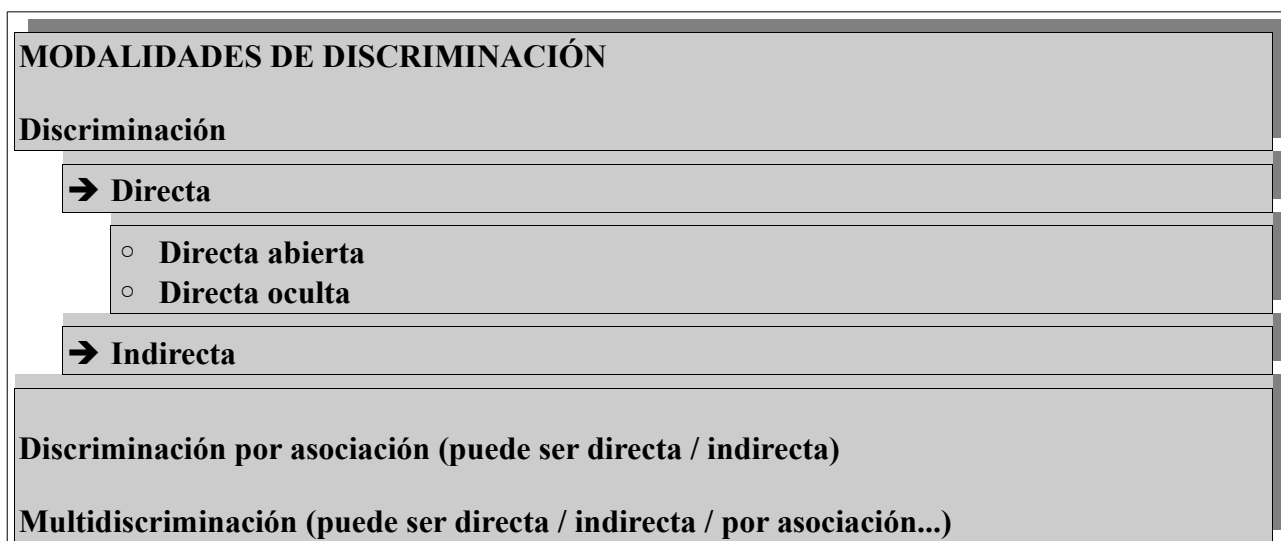 MODALIDADES DE DISCRIMINACIÓN
Discriminación
➔ Directa
◦ Directa abierta
◦ Directa oculta
➔ Indirecta
Discriminación por asociación (puede ser directa / indirecta)
Multidiscriminación (puede ser directa / indirecta / por asociación...)